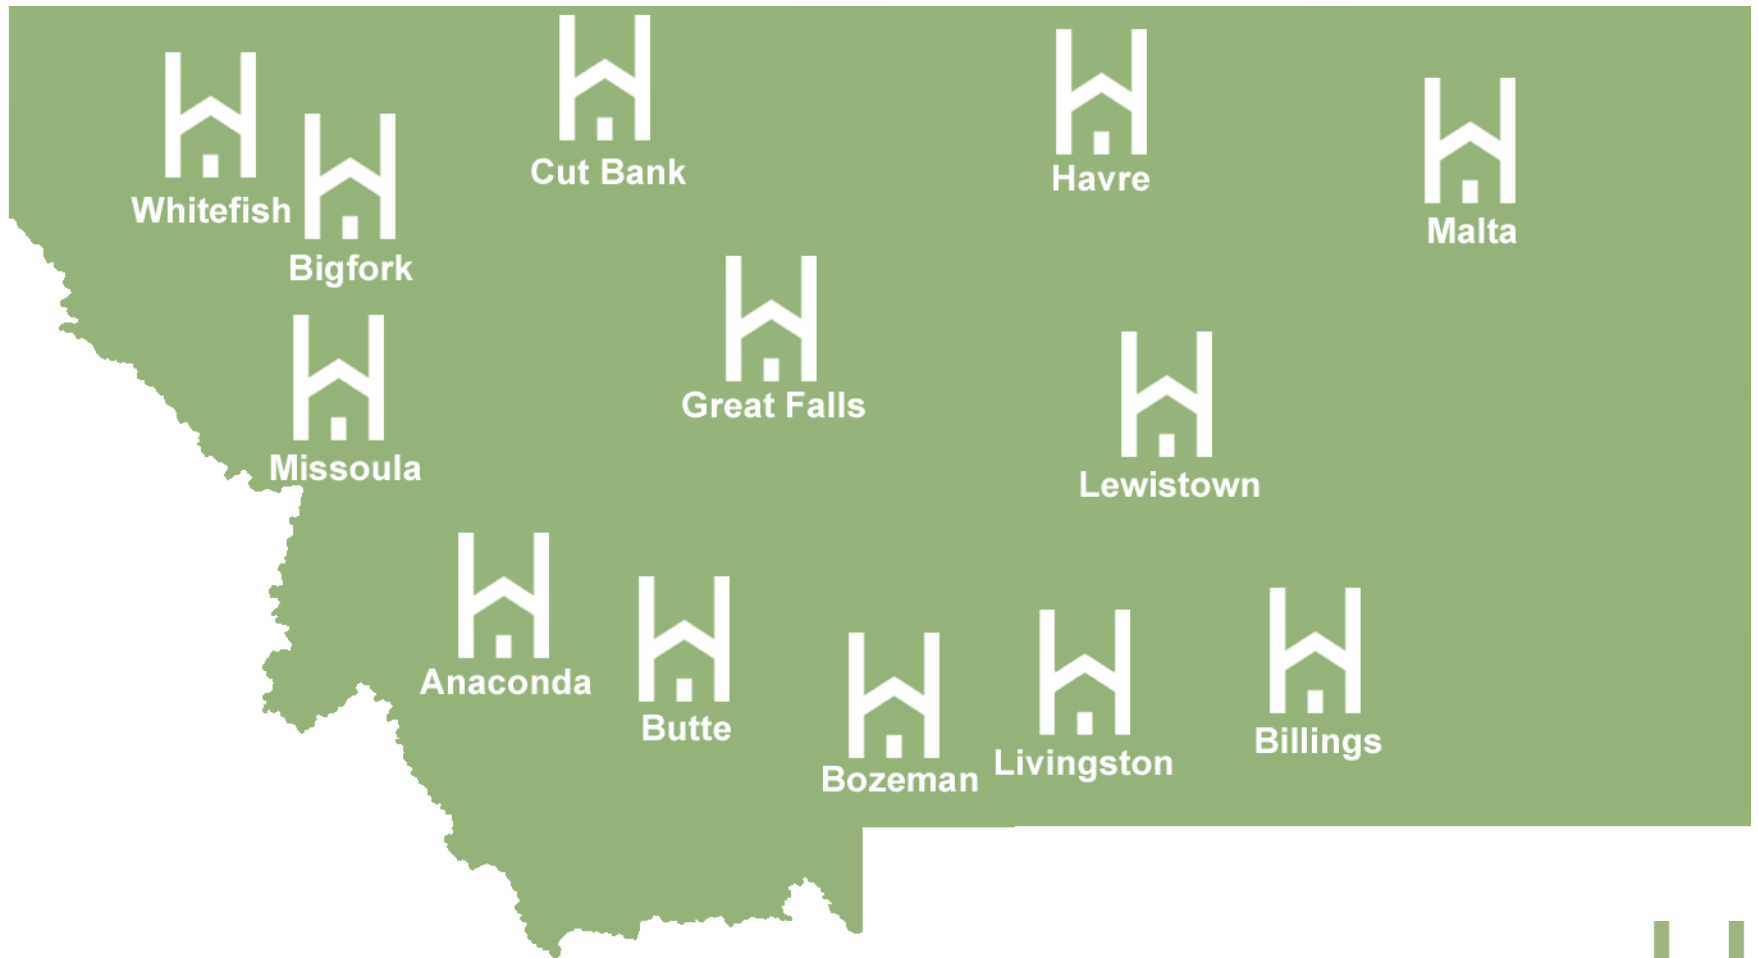 Cut Bank
Havre
Whitefish
Malta
Bigfork
Great Falls
Missoula
Lewistown
Anaconda
Butte
Billings
Livingston
Bozeman